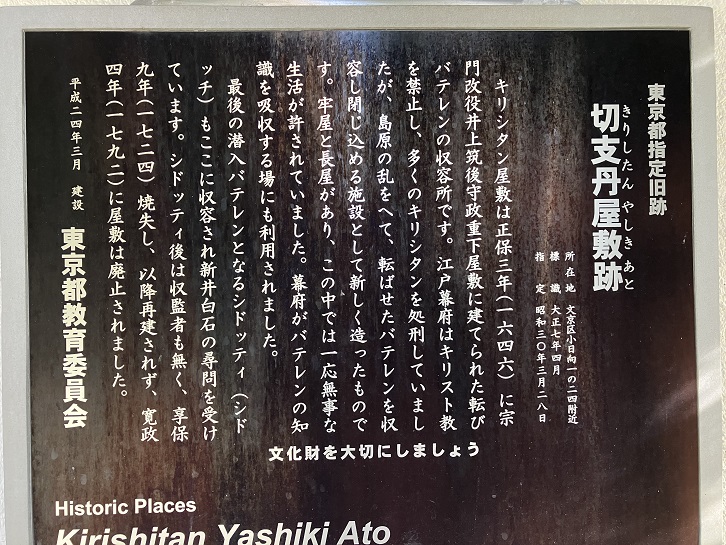 東京都指定旧跡
切支丹屋敷跡
きりしたん やしき あと
所在地 文京区小日向一の二四附近
標識 大正七年四月
指定 昭和三〇年三月二八日
キリシタン屋敷は正保三年(一六四六)に宗
門改役井上筑後守政重下屋敷に建てられた転び
バテレンの収容所です。江戸幕府はキリスト教
を禁止し、多くのキリシタンを処刑していまし
たが、島原の乱をへて、転ばせたバテレンを収
容し閉じ込める施設として新しく造ったもので
す。牢屋と長屋があり、この中では一応無事な
生活が許されていました。幕府がバテレンの知
識を吸収する場にも利用されました。
最後の潜入バテレンとなるシドッティ(シド
ッチ)もここに収容され新井白石の尋問を受け
ています。シドッティ後は収監者も無く、享保
九年(一七二四)焼失し、以降再建されず、寛政
四年(一七九二)に屋敷は廃止されました。
平成二四年三月 建設
東京都教育委員会
文化財を大切にしましょう
Historic Places
Kirishitan Yashiki Ato